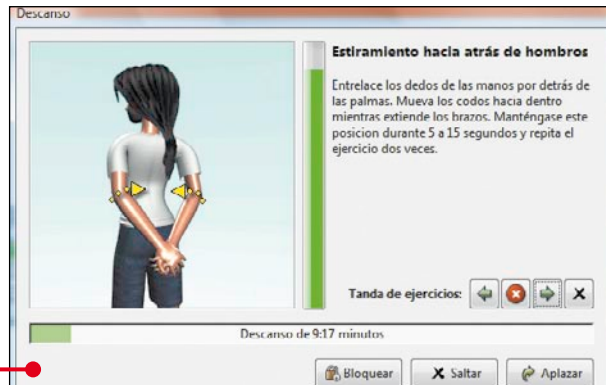 Descanso
Estiramiento hacia atrás de hombros
Entrelace los dedos de las manos por detrás de
las palmas. Mueva los codos hacia dentro
mientras extiende los brazos. Manténgase este
posicion durante 5 a 15 segundos y repita el
ejercicio dos veces.
Tanda de ejercicios:
Descanso de 9:17 minutos
Bloquear
Saltar
Aplazar